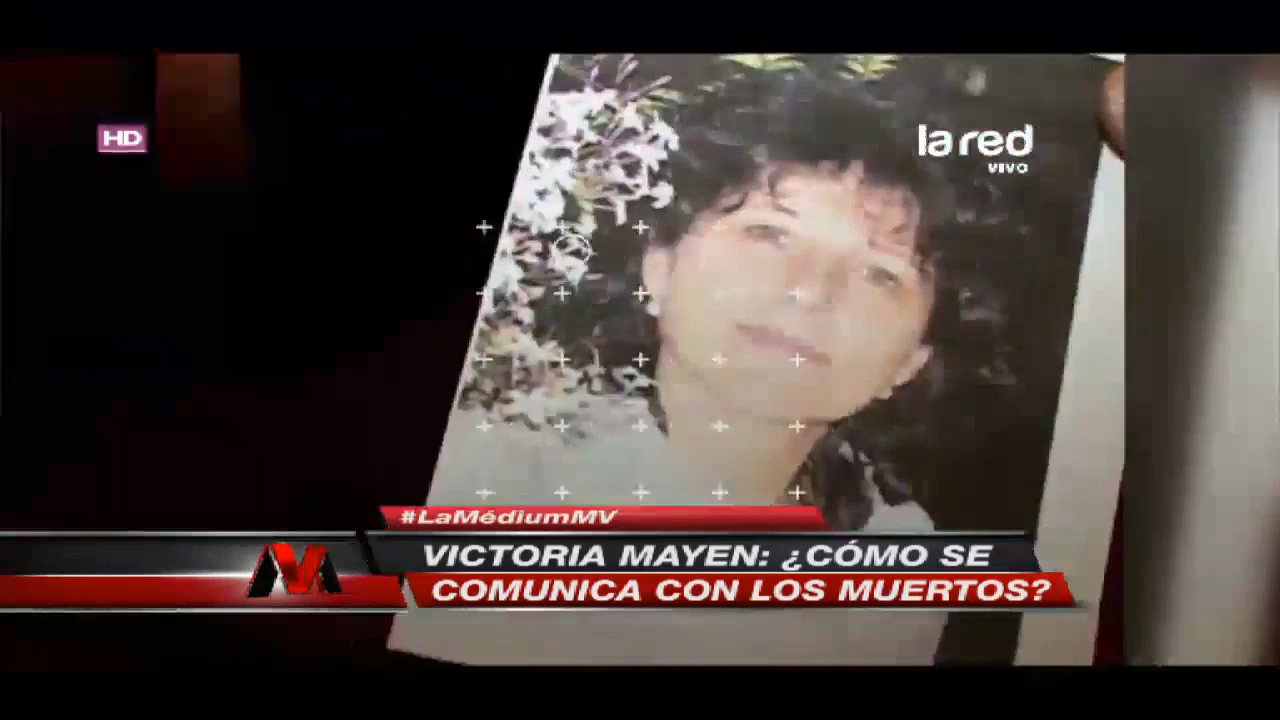 HD
la red
VIVO
#LaMédiumMV
VICTORIA MAYEN: ¿CÓMO SE
COMUNICA CON LOS MUERTOS?